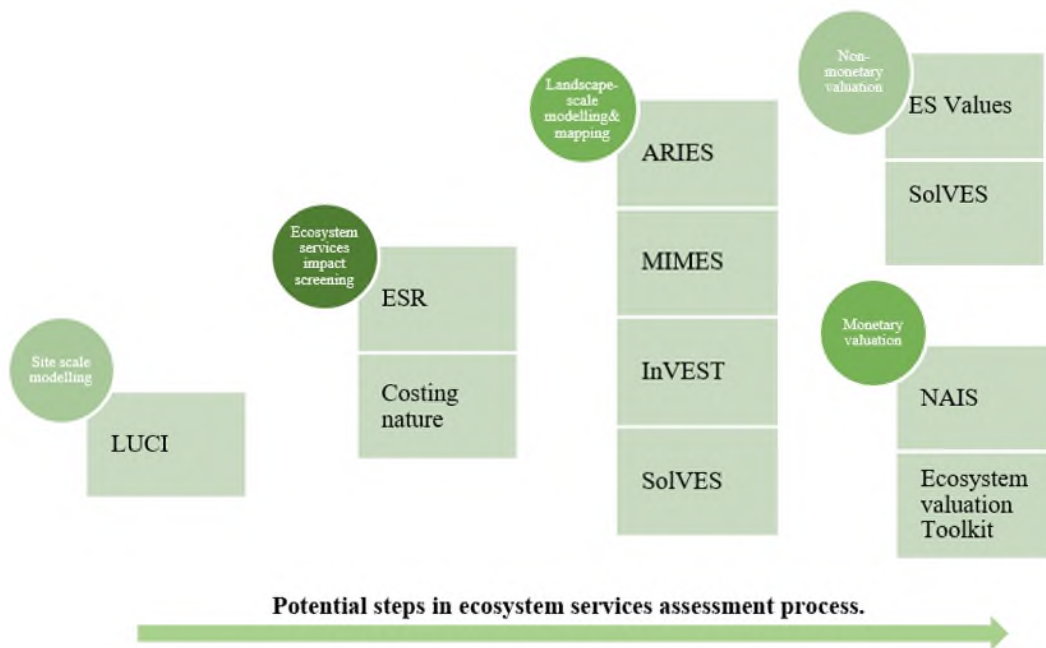 Site scale
modelling
LUCI
Ecosystem
services
impact
screening
ESR
Costing
nature
Landscape-
scale
modelling&
mapping
ARIES
MIMES
InVEST
SolVES
Non-
monetary
valuation
ES Values
SolVES
Monetary
valuation
NAIS
Ecosystem
valuation
Toolkit
Potential steps in ecosystem services assessment process.